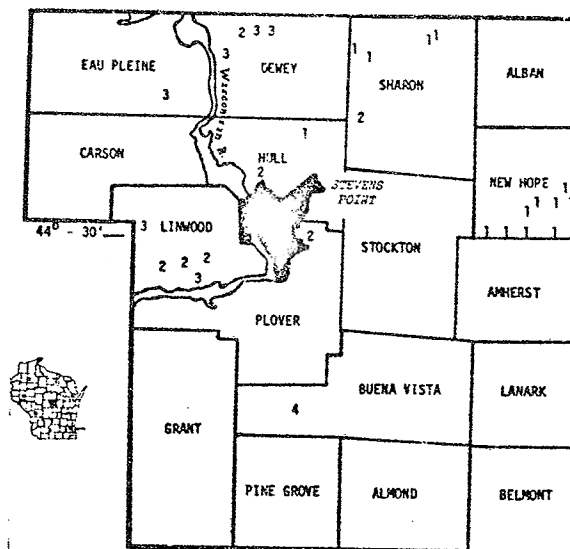 2 3 3
1 1
EAU PLEINE
3
DEWEY
1 1
SHARON
ALBAN
3
Wisconsin R.
2
CARSON
1
HULL
2
STEVENS
POINT
NEW HOPE
1
1 1 1
1
1 1 1 1
44° - 30'
3
LINWOOD
2
STOCKTON
2 2 2
3
AMHERST
PLOVER
BUENA VISTA
LANARK
4
GRANT
PINE GROVE
ALMOND
BELMONT